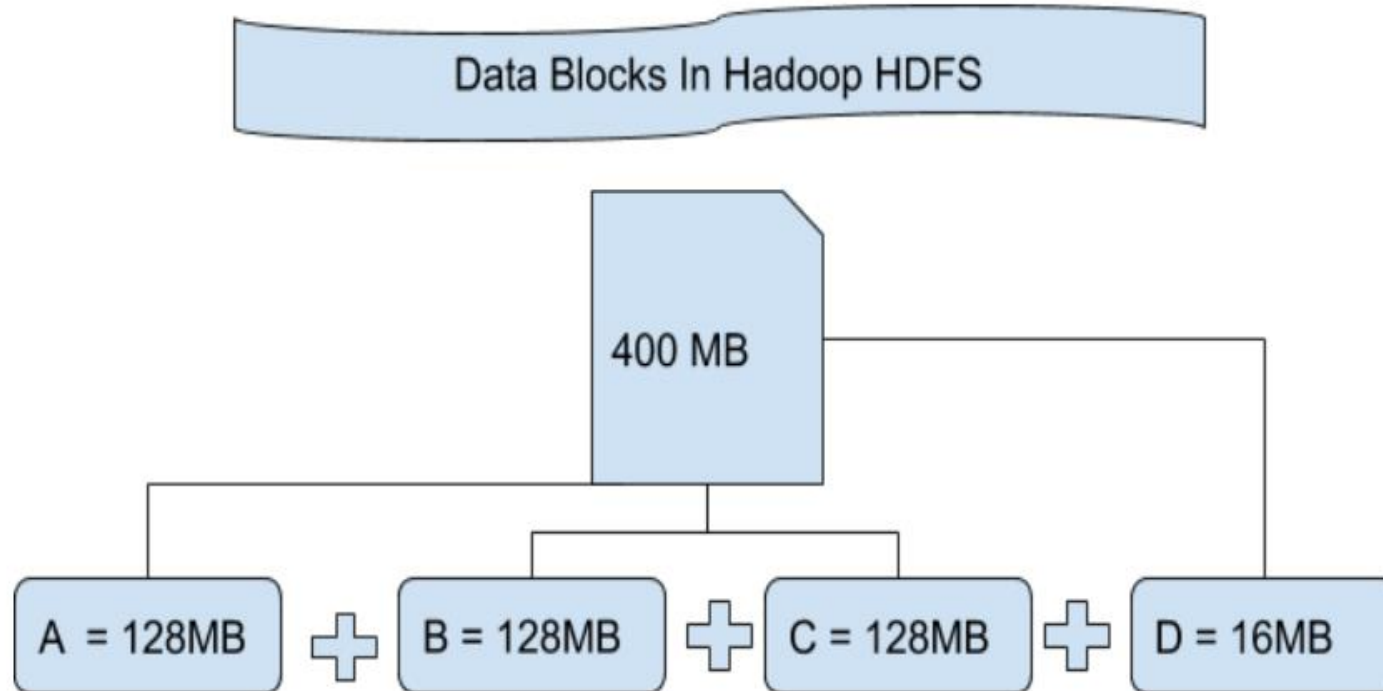 Data Blocks In Hadoop HDFS
400 MB
A = 128MB
B = 128MB
C = 128MB
D = 16MB